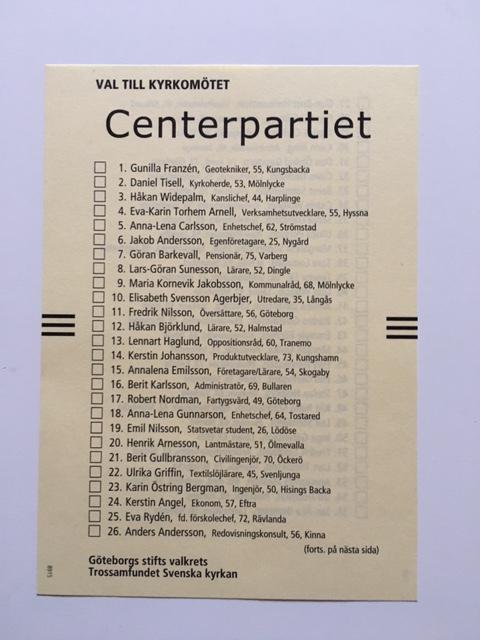 VAL TILL KYRKOMÖTET
Centerpartiet
1. Gunilla Franzén, Geotekniker, 55, Kungsbacka
2. Daniel Tisell, Kyrkoherde, 53, Mölnlycke
3. Håkan Widepalm, Kanslichef, 44, Harplinge
4. Eva-Karin Torhem Arnell, Verksamhetsutvecklare, 55, Hyssna
5. Anna-Lena Carlsson, Enhetschef, 62, Strömstad
6. Jakob Andersson, Egenföretagare, 25, Nygård
7. Göran Barkevall, Pensionär, 75, Varberg
8. Lars-Göran Sunesson, Lärare, 52, Dingle
9. Maria Kornevik Jakobsson, Kommunalråd, 68, Mölnlycke
10. Elisabeth Svensson Agerbjer, Utredare, 35, Långås
11. Fredrik Nilsson, Översättare, 56, Göteborg
12. Håkan Björklund, Lärare, 52, Halmstad
13. Lennart Haglund, Oppositionsråd, 60, Tranemo
14. Kerstin Johansson, Produktutvecklare, 73, Kungshamn
15. Annalena Emilsson, Företagare/Lärare, 54, Skogaby
16. Berit Karlsson, Administratör, 69, Bullaren
17. Robert Nordman, Fartygsvärd, 49, Göteborg
18. Anna-Lena Gunnarson, Enhetschef, 64, Tostared
19. Emil Nilsson, Statsvetar student, 26, Lödöse
20. Henrik Arnesson, Lantmästare, 51, Ölmevalla
21. Berit Gullbransson, Civilingenjör, 70, Öckerö
22. Ulrika Griffin, Textilslöjlärare, 45, Svenljunga
23. Karin Östring Bergman, Ingenjör, 50, Hisings Backa
24. Kerstin Angel, Ekonom, 57, Eftra
25. Eva Rydén, fd. förskolechef, 72, Rävlanda
26. Anders Andersson, Redovisningskonsult, 56, Kinna
(forts. på nästa sida)
Göteborgs stifts valkrets
Trossamfundet Svenska kyrkan